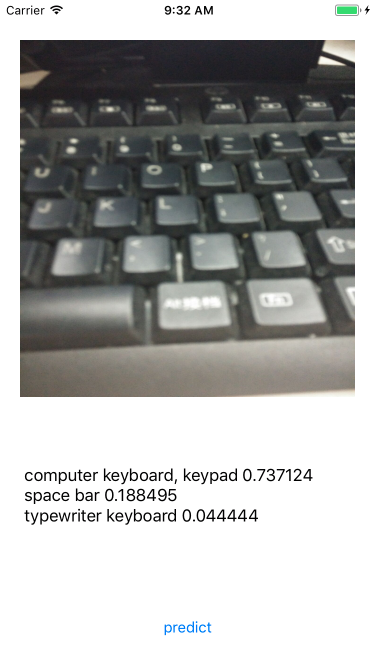 Carrier 9:32 AM
U I O P
J K L
M < >
computer keyboard, keypad 0.737124
space bar 0.188495
typewriter keyboard 0.044444
predict